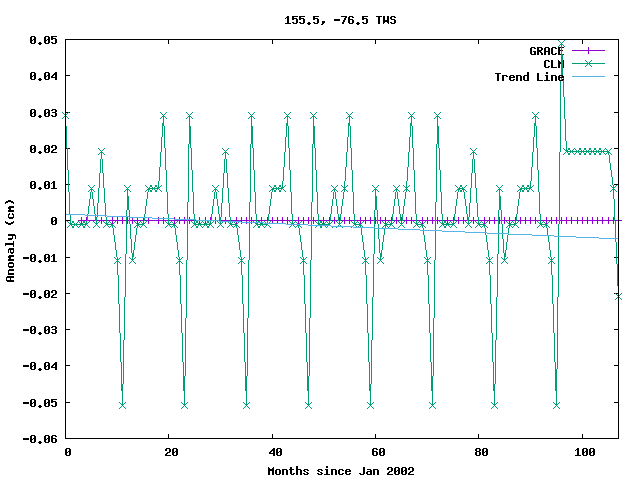 155.5, -76.5 TWS
0.05
0.04
0.03
0.02
0.01
0
-0.01
-0.02
-0.03
-0.04
-0.05
-0.06
Anomaly (cm)
GRACE
CLM
Trend Line
0 20 40 60 80 100
Months since Jan 2002